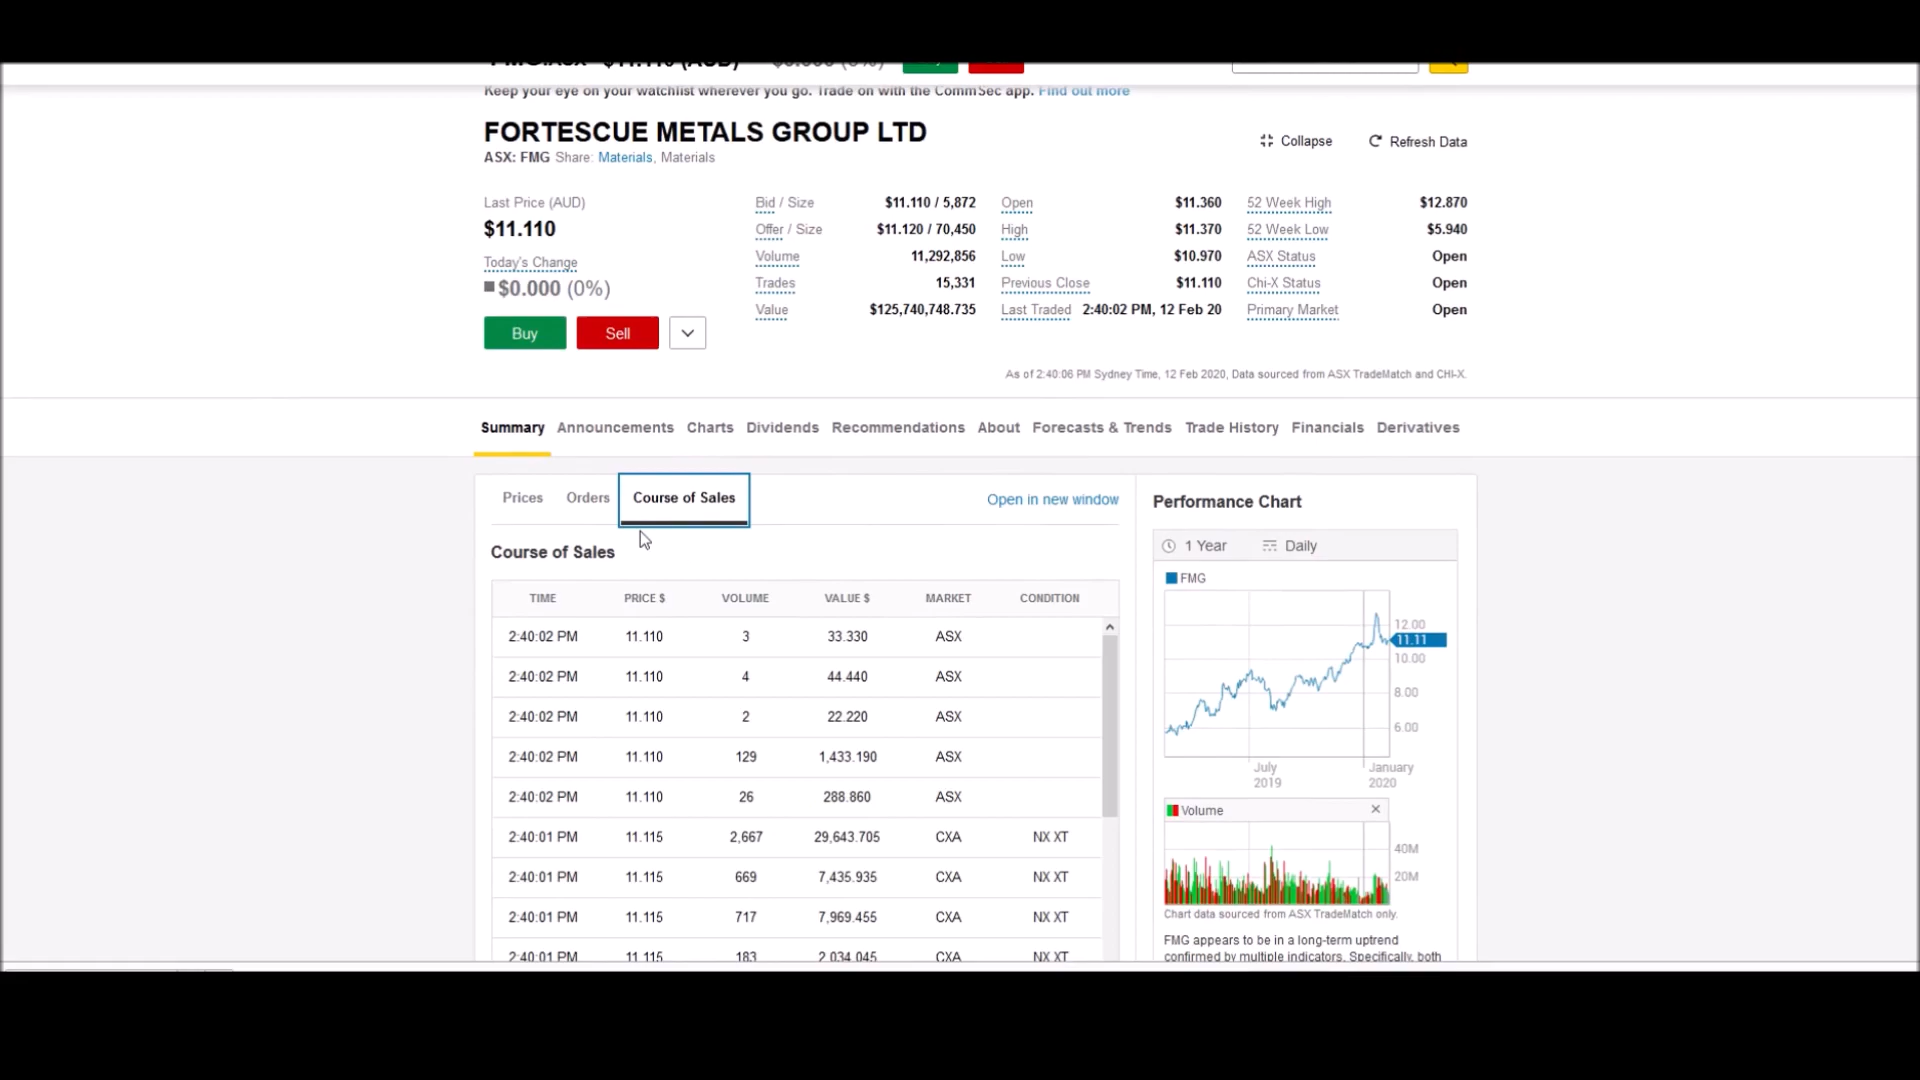 FMG:ASX $11.110 (AUD) $0.000 (0%)
Keep your eye on your watchlist wherever you go. Trade on with the CommSec app. Find out more
FORTESCUE METALS GROUP LTD
Collapse Refresh Data
ASX: FMG Share: Materials, Materials
Last Price (AUD)
$11.110
Today's Change
$0.000 (0%)
Buy Sell
Bid / Size $11.110 / 5,872
Offer / Size $11.120 / 70,450
Volume 11,292,856
Trades 15,331
Value $125,740,748.735
Open $11.360
High $11.370
Low $10.970
Previous Close $11.110
Last Traded 2:40:02 PM, 12 Feb 20
52 Week High $12.870
52 Week Low $5.940
ASX Status Open
Chi-X Status Open
Primary Market Open
As of 2:40:06 PM Sydney Time, 12 Feb 2020, Data sourced from ASX TradeMatch and CHI-X.
Summary Announcements Charts Dividends Recommendations About Forecasts & Trends Trade History Financials Derivatives
Prices Orders Course of Sales Open in new window
Course of Sales
TIME PRICE $ VOLUME VALUE $ MARKET CONDITION
2:40:02 PM 11.110 3 33.330 ASX
2:40:02 PM 11.110 4 44.440 ASX
2:40:02 PM 11.110 2 22.220 ASX
2:40:02 PM 11.110 129 1,433.190 ASX
2:40:02 PM 11.110 26 288.860 ASX
2:40:01 PM 11.115 2,667 29,643.705 CXA NX XT
2:40:01 PM 11.115 669 7,435.935 CXA NX XT
2:40:01 PM 11.115 717 7,969.455 CXA NX XT
2:40:01 PM 11.115 183 2,034.045 CXA NX XT
Performance Chart
1 Year Daily
FMG
12.00
11.11
10.00
8.00
6.00
July 2019
January 2020
Volume
40M
20M
Chart data sourced from ASX TradeMatch only.
FMG appears to be in a long-term uptrend
confirmed by multiple indicators. Specifically, both